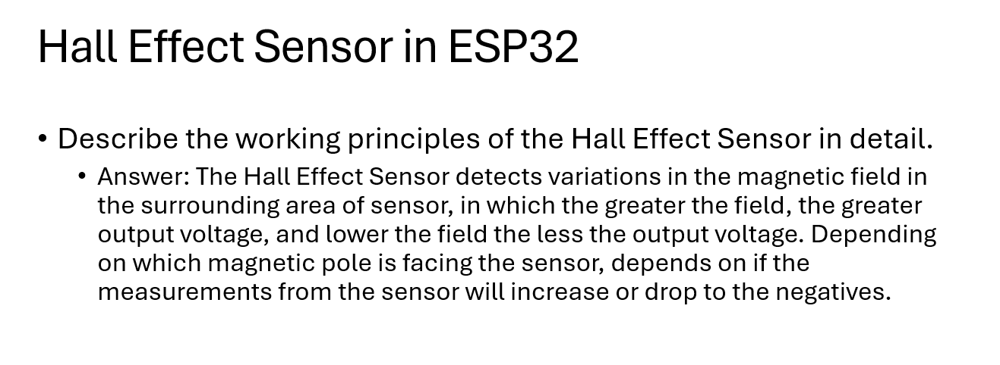 Hall Effect Sensor in ESP32
• Describe the working principles of the Hall Effect Sensor in detail.
• Answer: The Hall Effect Sensor detects variations in the magnetic field in
the surrounding area of sensor, in which the greater the field, the greater
output voltage, and lower the field the less the output voltage. Depending
on which magnetic pole is facing the sensor, depends on if the
measurements from the sensor will increase or drop to the negatives.